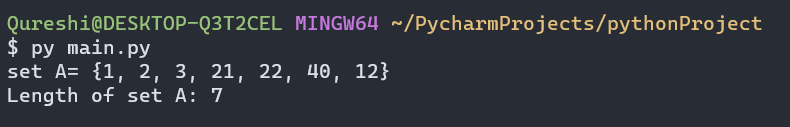 Qureshi@DESKTOP-Q3T2CEL MINGW64 ~/PycharmProjects/pythonProject
$ py main.py
set A= {1, 2, 3, 21, 22, 40, 12}
Length of set A: 7